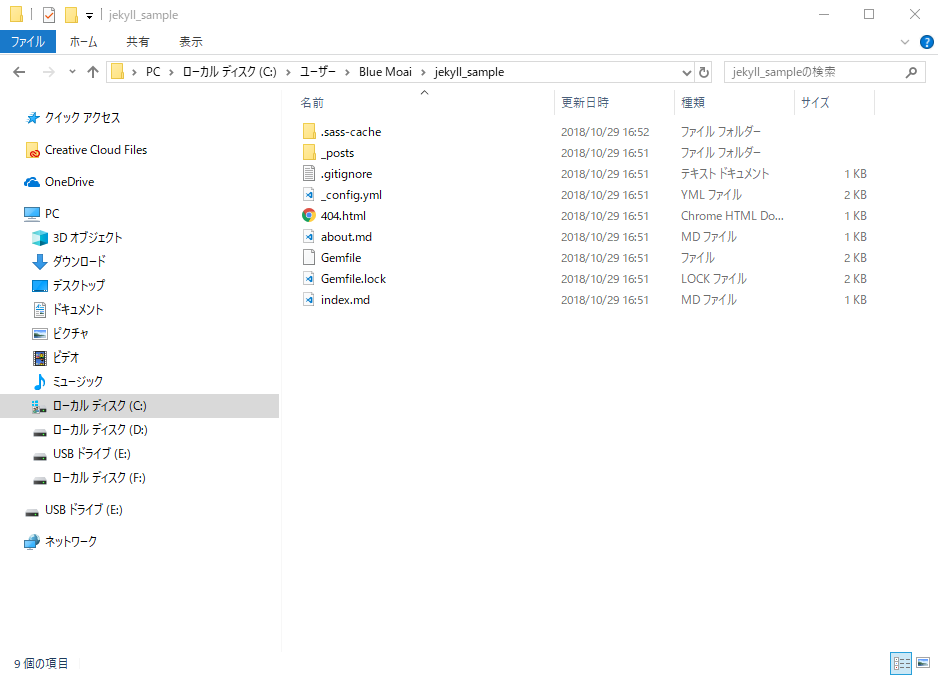 jekyll_sample
ファイル ホーム 共有 表示
PC ローカル ディスク (C:) ユーザー Blue Moai jekyll_sample jekyll_sampleの検索
名前 更新日時 種類 サイズ
クイック アクセス
Creative Cloud Files
OneDrive
PC
3D オブジェクト
ダウンロード
デスクトップ
ドキュメント
ピクチャ
ビデオ
ミュージック
ローカル ディスク (C:)
ローカル ディスク (D:)
USB ドライブ (E:)
ローカル ディスク (F:)
USB ドライブ (E:)
ネットワーク
.sass-cache 2018/10/29 16:52 ファイル フォルダー
_posts 2018/10/29 16:51 ファイル フォルダー
.gitignore 2018/10/29 16:51 テキスト ドキュメント 1 KB
_config.yml 2018/10/29 16:51 YML ファイル 2 KB
404.html 2018/10/29 16:51 Chrome HTML Do... 1 KB
about.md 2018/10/29 16:51 MD ファイル 1 KB
Gemfile 2018/10/29 16:51 ファイル 2 KB
Gemfile.lock 2018/10/29 16:51 LOCK ファイル 2 KB
index.md 2018/10/29 16:51 MD ファイル 1 KB
9 個の項目